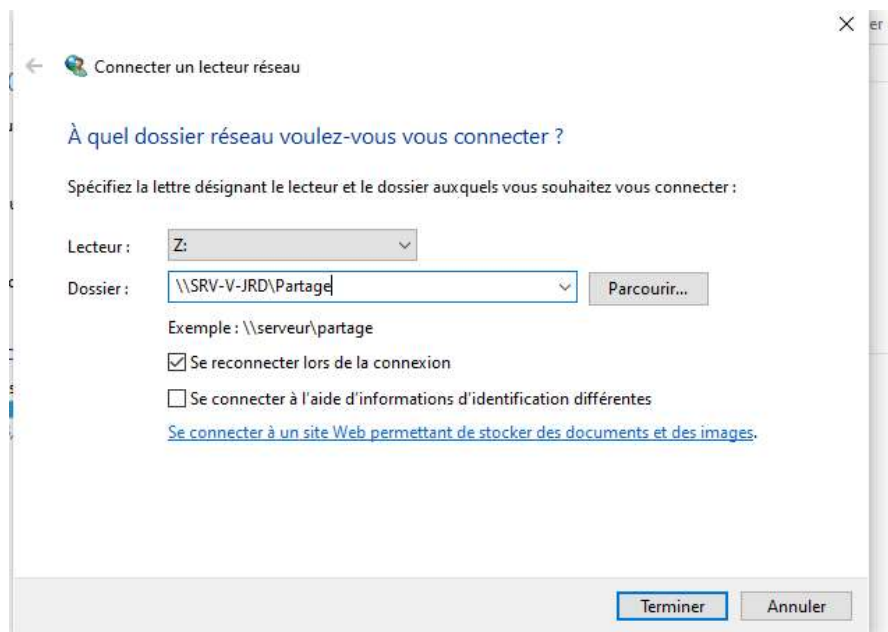 er
Connecter un lecteur réseau
À quel dossier réseau voulez-vous vous connecter ?
Spécifiez la lettre désignant le lecteur et le dossier auxquels vous souhaitez vous connecter :
Lecteur : Z:
Dossier : \\SRV-V-JRD\Partage Parcourir...
Exemple : \\serveur\partage
Se reconnecter lors de la connexion
Se connecter à l'aide d'informations d'identification différentes
Se connecter à un site Web permettant de stocker des documents et des images.
Terminer Annuler